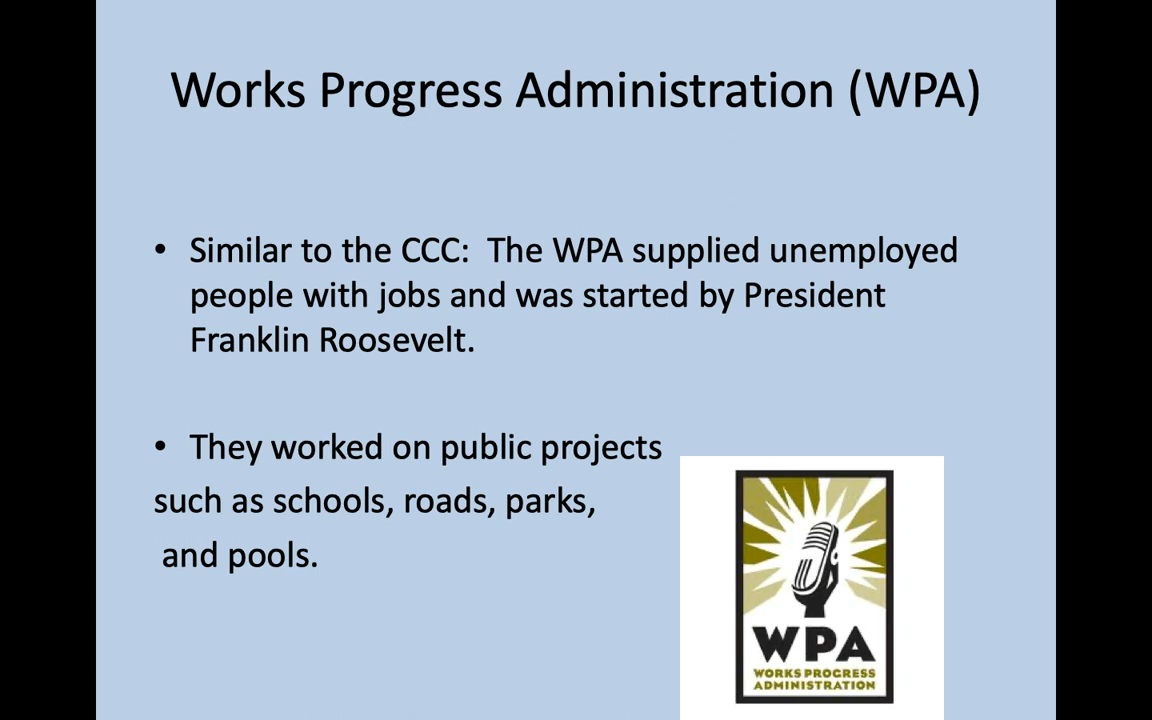 Works Progress Administration (WPA)
• Similar to the CCC:  The WPA supplied unemployed
people with jobs and was started by President
Franklin Roosevelt.
• They worked on public projects
such as schools, roads, parks,
and pools.
WPA
WORKS PROGRESS
ADMINISTRATION